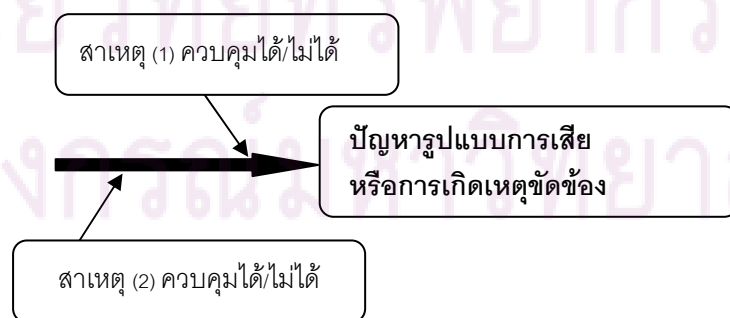 สาเหตุ (1) ควบคุมได้/ไม่ได้
ปัญหารูปแบบการเสีย
หรือการเกิดเหตุขัดข้อง
สาเหตุ (2) ควบคุมได้/ไม่ได้